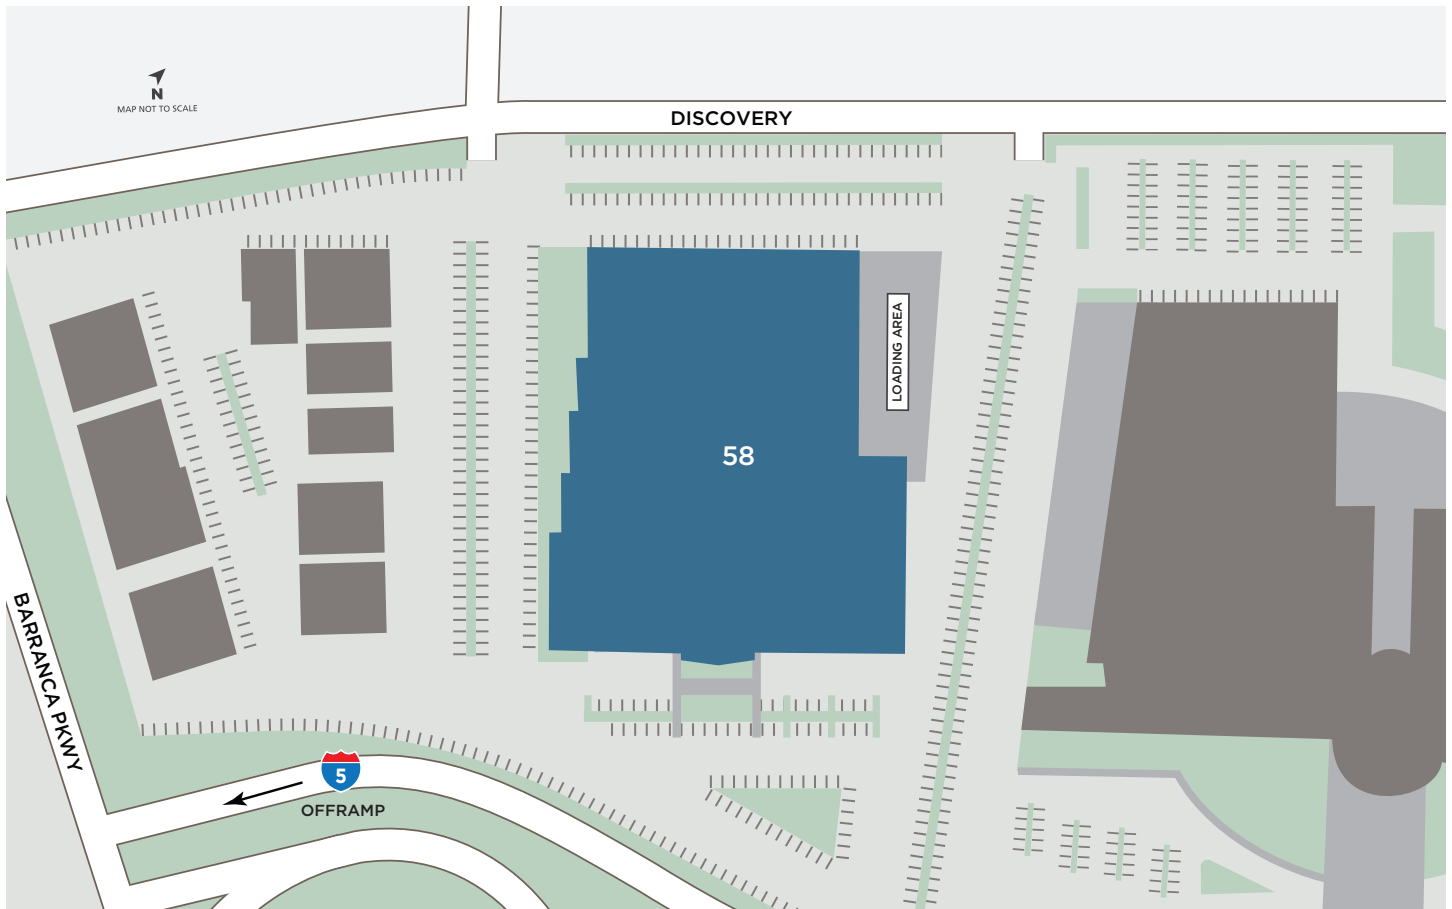 N
MAP NOT TO SCALE
DISCOVERY
LOADING AREA
58
BARRANCA PKWY
5
OFFRAMP